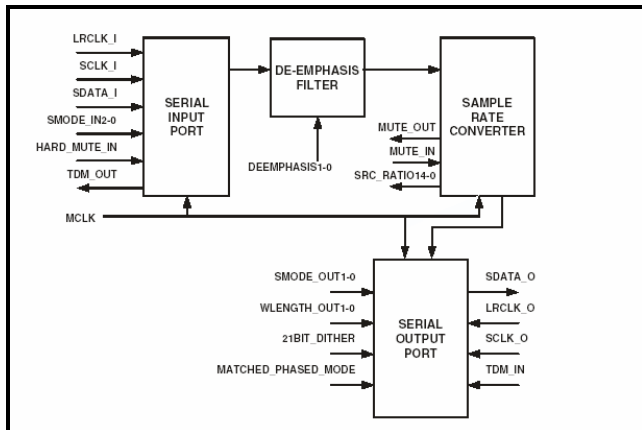 LRCLK_I
SCLK_I
SDATA_I
SMODE_IN2-0
HARD_MUTE_IN
TDM_OUT
MCLK
SERIAL
INPUT
PORT
DE-EMPHASIS
FILTER
DEEMPHASIS1-0
MUTE_OUT
MUTE_IN
SRC_RATIO14-0
SAMPLE
RATE
CONVERTER
SMODE_OUT1-0
WLENGTH_OUT1-0
21BIT_DITHER
MATCHED_PHASED_MODE
SERIAL
OUTPUT
PORT
SDATA_O
LRCLK_O
SCLK_O
TDM_IN